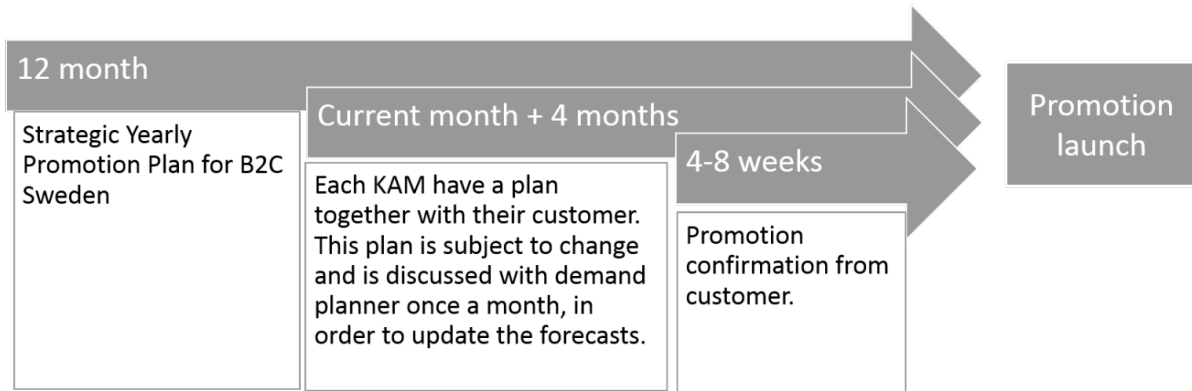 12 month
Strategic Yearly
Promotion Plan for B2C
Sweden
Current month + 4 months
Each KAM have a plan
together with their customer.
This plan is subject to change
and is discussed with demand
planner once a month, in
order to update the forecasts.
4-8 weeks
Promotion
confirmation from
customer.
Promotion
launch